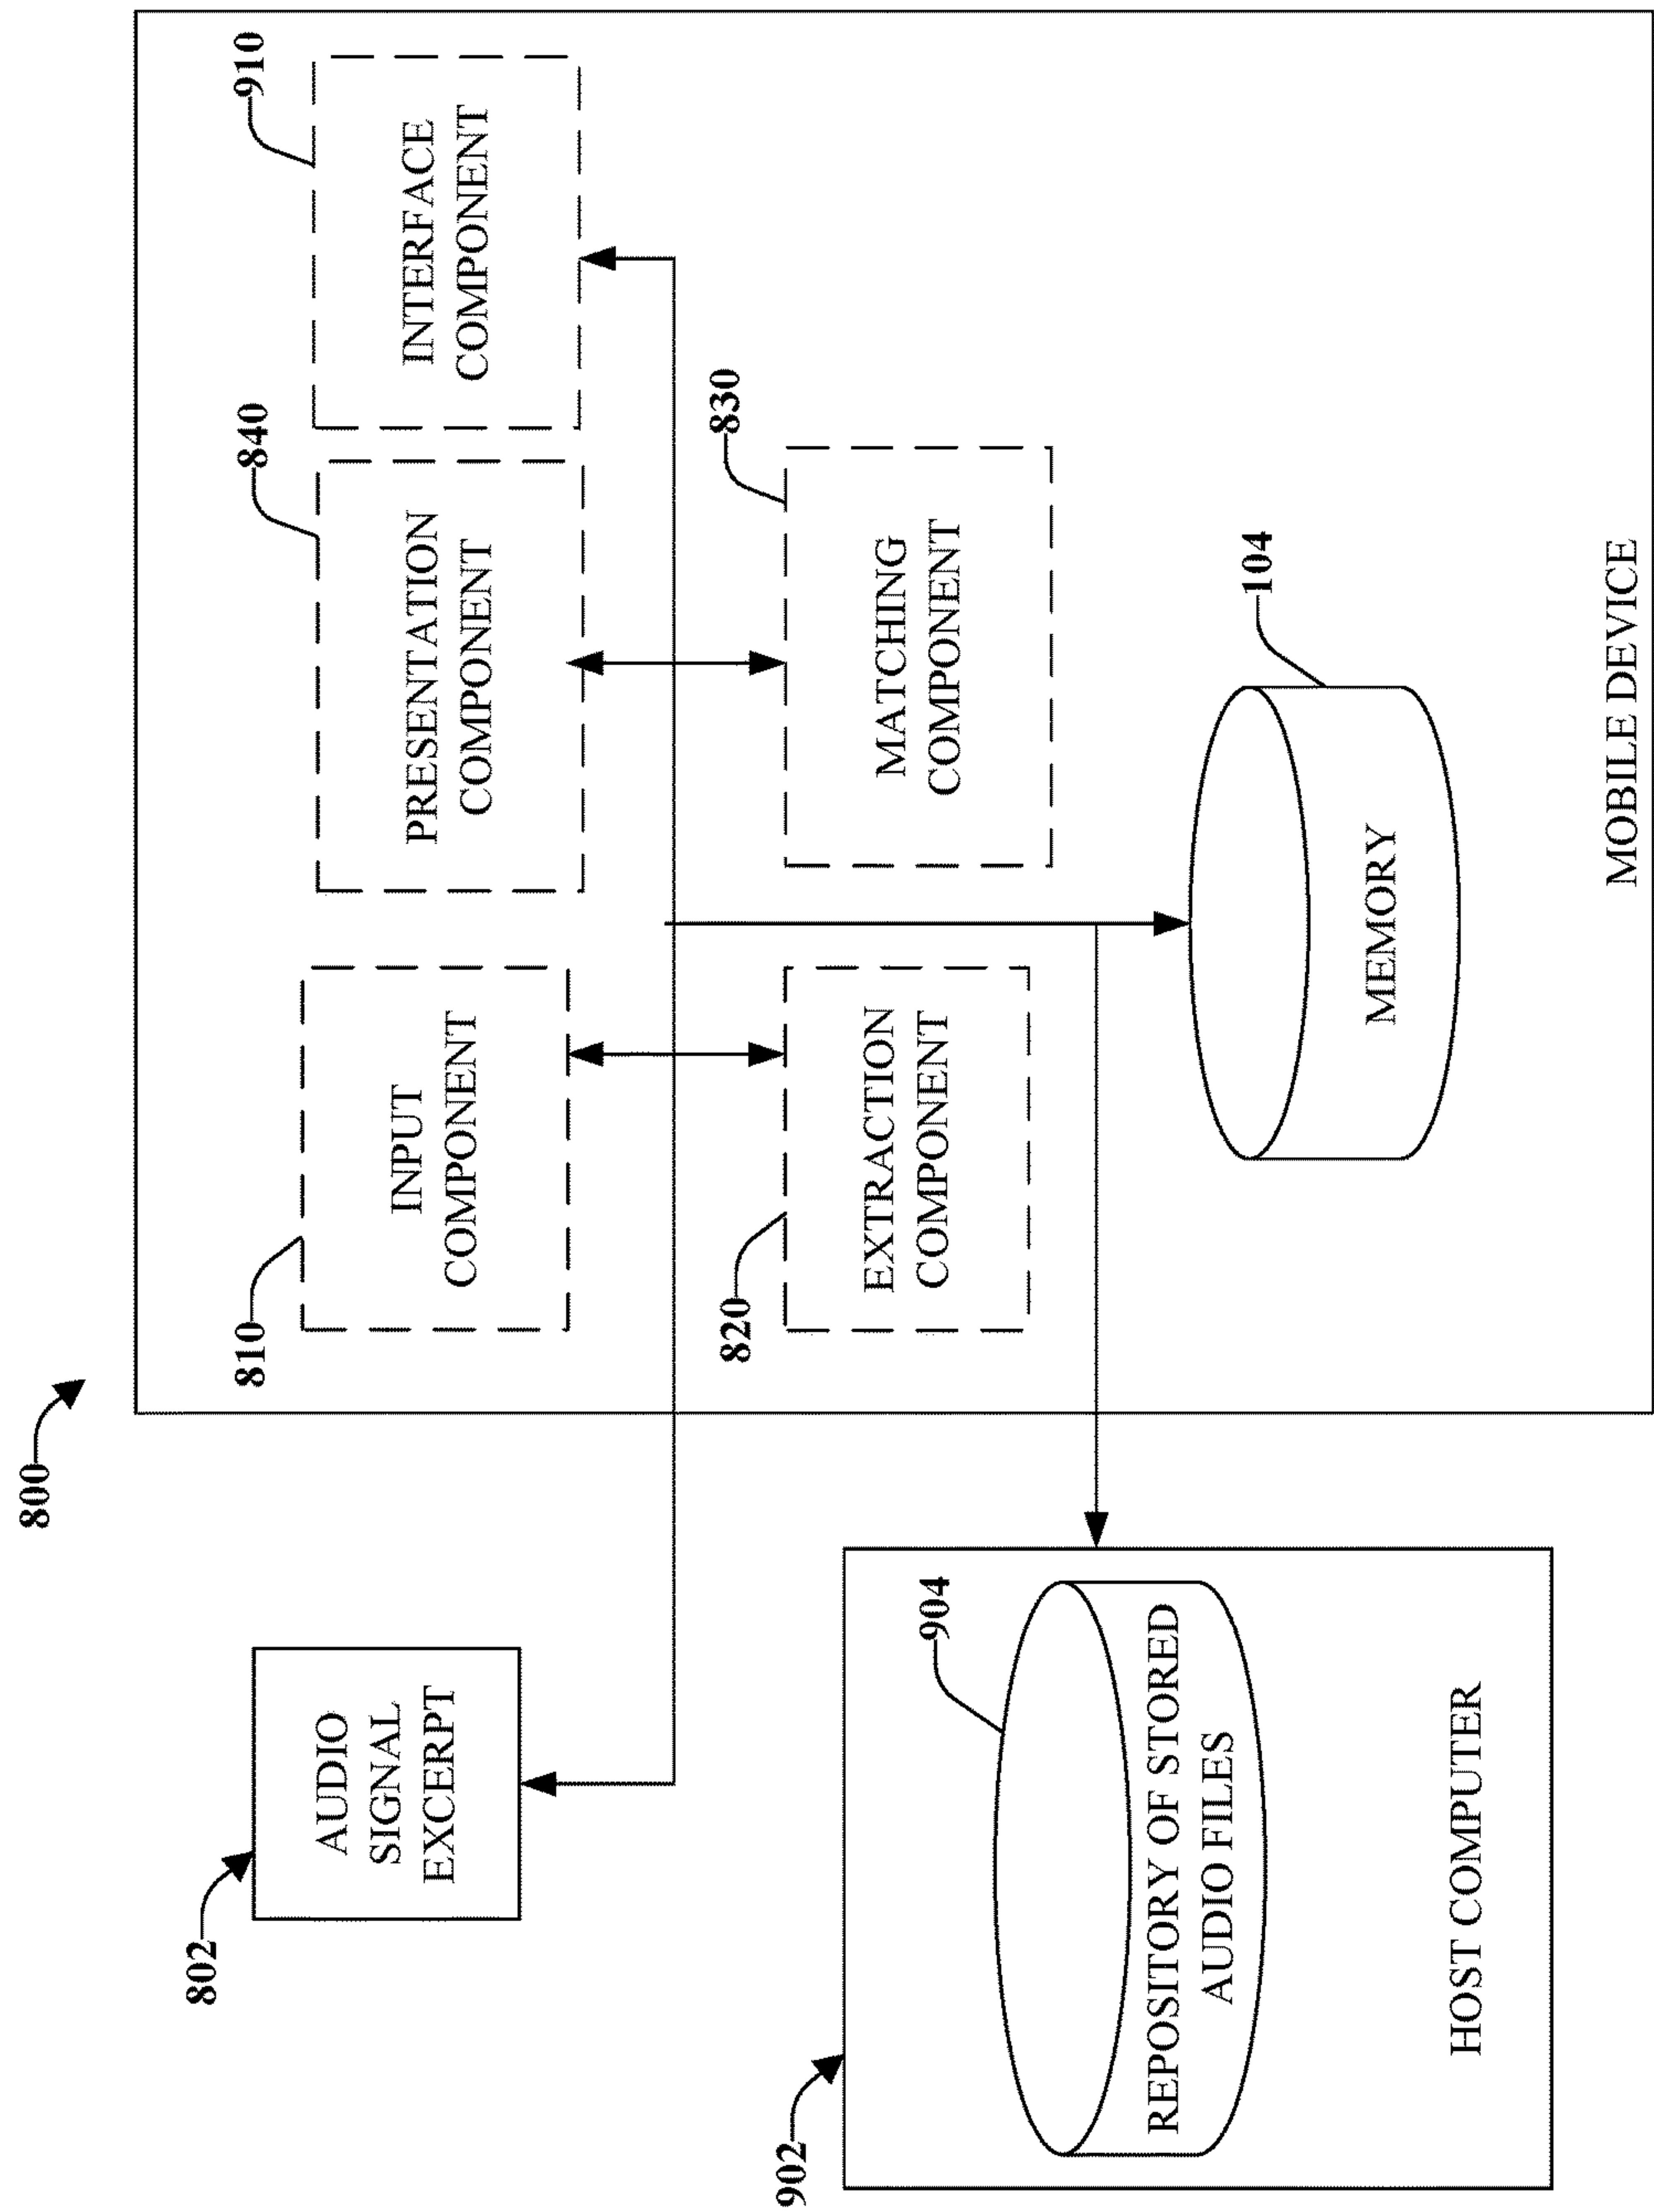 800
802
AUDIO
SIGNAL
EXCERPT
810
INPUT
COMPONENT
840
PRESENTATION
COMPONENT
910
INTERFACE
COMPONENT
820
EXTRACTION
COMPONENT
830
MATCHING
COMPONENT
902
904
REPOSITORY OF STORED
AUDIO FILES
HOST COMPUTER
104
MEMORY
MOBILE DEVICE